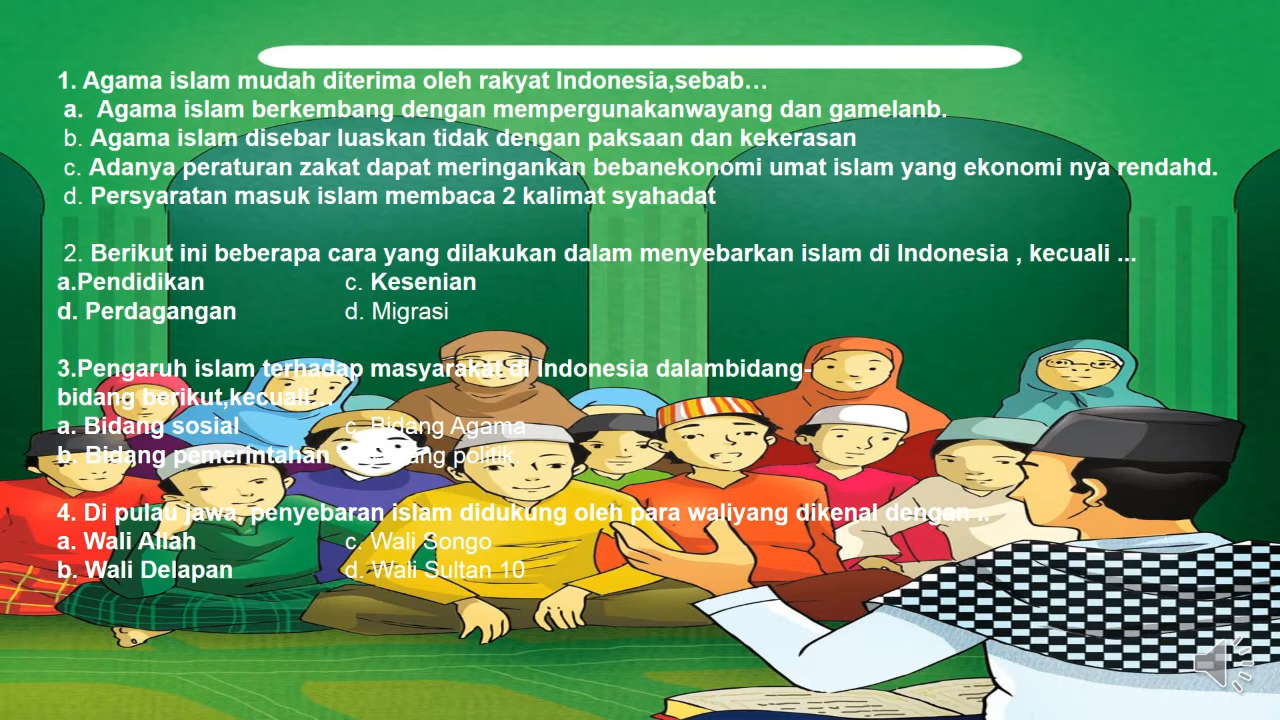 1. Agama islam mudah diterima oleh rakyat Indonesia,sebab…
a. Agama islam berkembang dengan mempergunakanwayang dan gamelanb.
b. Agama islam disebar luaskan tidak dengan paksaan dan kekerasan
c. Adanya peraturan zakat dapat meringankan bebanekonomi umat islam yang ekonomi nya rendahd.
d. Persyaratan masuk islam membaca 2 kalimat syahadat
2. Berikut ini beberapa cara yang dilakukan dalam menyebarkan islam di Indonesia , kecuali ...
a.Pendidikan c. Kesenian
d. Perdagangan d. Migrasi
3.Pengaruh islam terhadap masyarakat di Indonesia dalambidang-
bidang berikut,kecuali…
a. Bidang sosial c. Bidang Agama
b. Bidang pemerintahan politik.
4. Di pulau jawa, penyebaran islam didukung oleh para waliyang dikenal dengan ..
a. Wali Allah c. Wali Songo
b. Wali Delapan d. Wali Sultan 10